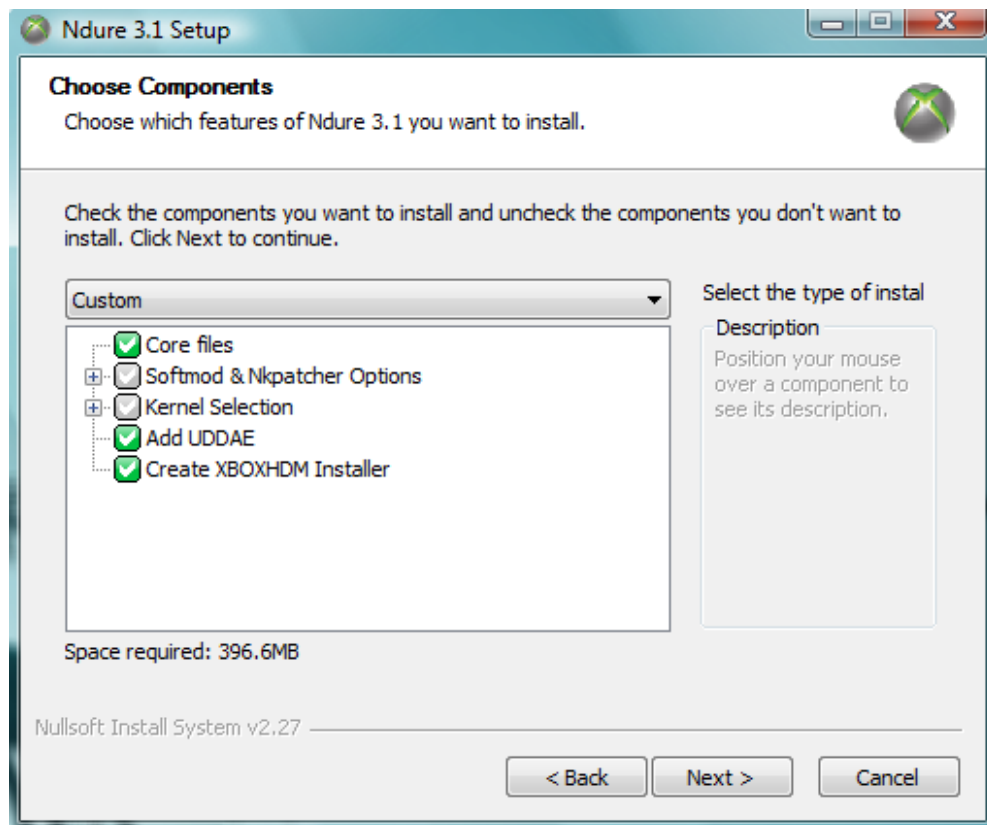 Ndure 3.1 Setup
Choose Components
Choose which features of Ndure 3.1 you want to install.
Check the components you want to install and uncheck the components you don't want to
install. Click Next to continue.
Custom
Select the type of instal
Core files
Softmod & Nkpatcher Options
Kernel Selection
Add UDDAE
Create XBOXHDM Installer
Description
Position your mouse
over a component to
see its description.
Space required: 396.6MB
Nullsoft Install System v2.27
< Back
Next >
Cancel